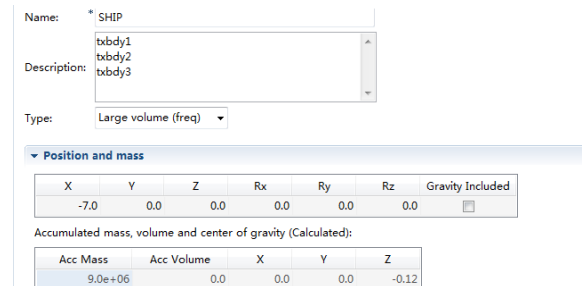 Name: * SHIP
Description: txbdy1
txbdy2
txbdy3
Type: Large volume (freq)
Position and mass
X Y Z Rx Ry Rz Gravity Included
-7.0 0.0 0.0 0.0 0.0 0.0
Accumulated mass, volume and center of gravity (Calculated):
Acc Mass Acc Volume X Y Z
9.0e+06 0.0 0.0 0.0 -0.12